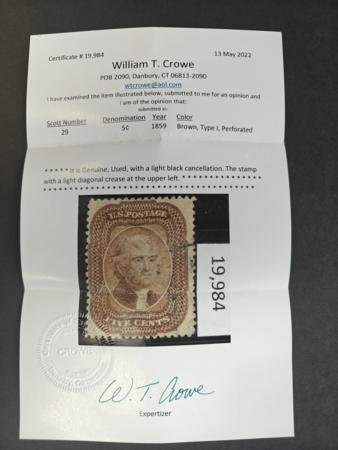 Certificate # 19,984 13 May 2022
William T. Crowe
POB 2090, Danbury, CT 06813-2090
wtcrowe@aol.com
I have examined the item illustrated below, submitted to me for an opinion and
I am of the opinion that:
submitted as:
Scott Number Denomination Year Color
29 5¢ 1859 Brown, Type I, Perforated
* * * * * It is Genuine, Used, with a light black cancellation. The stamp
with a light diagonal crease at the upper left. * * * * * * * * * * * * * * * *
* * * * * * * * * * * * * * * * * * * * * * * * * * * * * * * * * * * * * * *
U.S. POSTAGE
FIVE CENTS
19,984
CROWE
W. T. Crowe
Expertizer